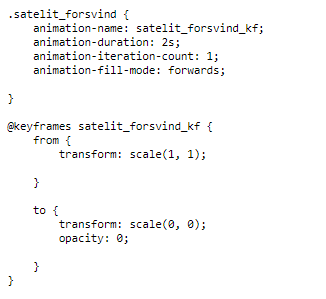 .satelit_forsvind {
    animation-name: satelit_forsvind_kf;
    animation-duration: 2s;
    animation-iteration-count: 1;
    animation-fill-mode: forwards;

}

@keyframes satelit_forsvind_kf {
    from {
        transform: scale(1, 1);

    }

    to {
        transform: scale(0, 0);
        opacity: 0;

    }
}